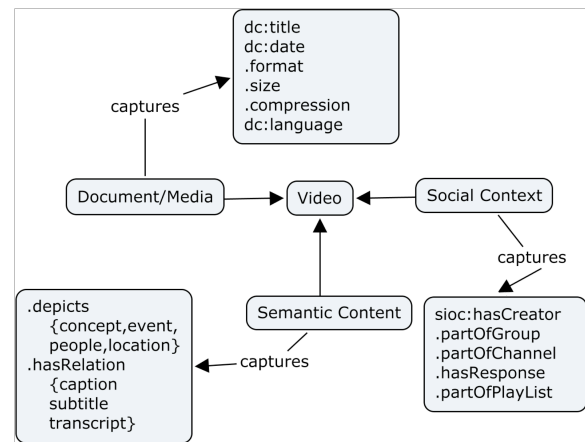 dc:title
dc:date
.format
.size
.compression
dc:language
captures
Document/Media
Video
Social Context
captures
.depicts
{concept,event,
people,location}
.hasRelation
{caption
subtitle
transcript}
Semantic Content
captures
sioc:hasCreator
.partOfGroup
.partOfChannel
.hasResponse
.partOfPlayList